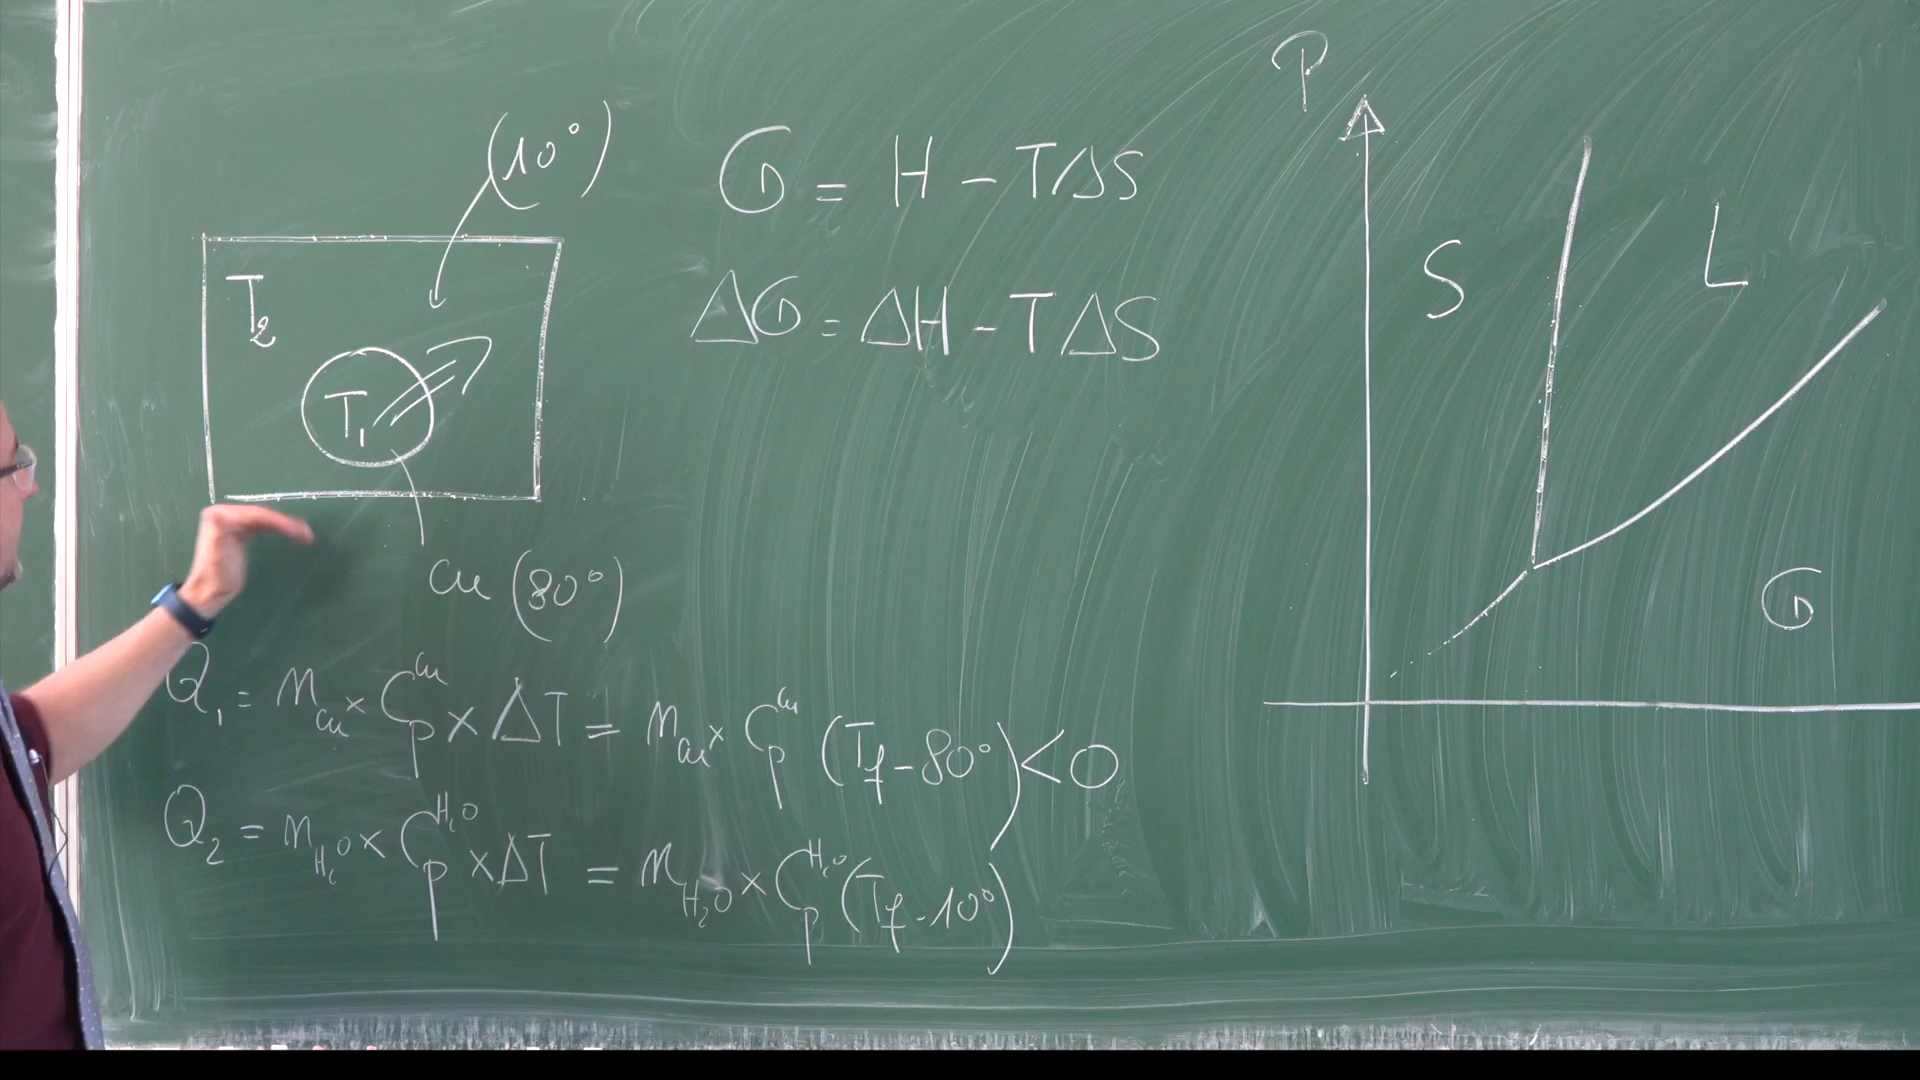 (10°)
T₂
T₁
Cu (80°)
Q₁ = m_Cu × C_p^Cu × ΔT = m_Cu × C_p^Cu (T_f - 80°) < 0
Q₂ = m_H₂O × C_p^H₂O × ΔT = m_H₂O × C_p^H₂O (T_f - 10°)
G = H - TΔS
ΔG = ΔH - TΔS
P
S
L
G